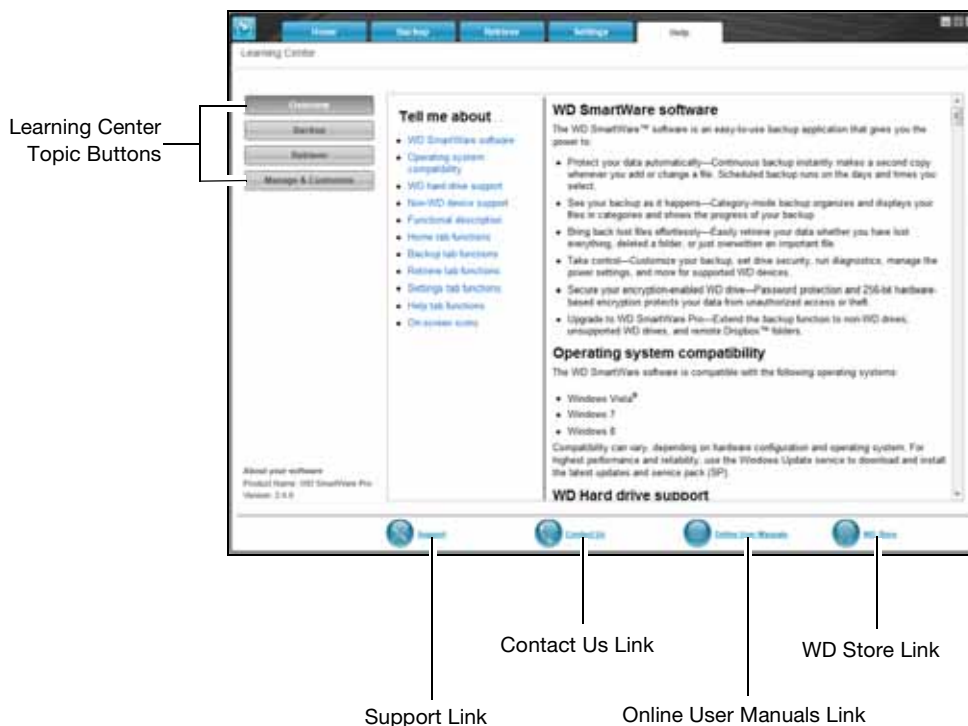 Home
Backup
Retrieve
Settings
Help
Learning Center
Learning Center
Topic Buttons
Overview
Backup
Retrieve
Manage & Customize
Tell me about
• WD SmartWare software
• Operating system
compatibility
• WD hard drive support
• Non-WD device support
• Functional description
• Home tab functions
• Backup tab functions
• Retrieve tab functions
• Settings tab functions
• Help tab functions
• On-screen icons
WD SmartWare software
The WD SmartWare™ software is an easy-to-use backup application that gives you the
power to:
• Protect your data automatically—Continuous backup instantly makes a second copy
whenever you add or change a file. Scheduled backup runs on the days and times you
select.
• See your backup as it happens—Category-mode backup organizes and displays your
files in categories and shows the progress of your backup
• Bring back lost files effortlessly—Easily retrieve your data whether you have lost
everything, deleted a folder, or just overwritten an important file.
• Take control—Customize your backup, set drive security, run diagnostics, manage the
power settings, and more for supported WD devices.
• Secure your encryption-enabled WD drive—Password protection and 256-bit hardware-
based encryption protects your data from unauthorized access or theft.
• Upgrade to WD SmartWare Pro—Extend the backup function to non-WD drives,
unsupported WD drives, and remote Dropbox™ folders.
Operating system compatibility
The WD SmartWare software is compatible with the following operating systems:
• Windows Vista®
• Windows 7
• Windows 8
Compatibility can vary, depending on hardware configuration and operating system. For
highest performance and reliability, use the Windows Update service to download and install
the latest updates and service pack (SP).
WD Hard drive support
About your software
Product Name: WD SmartWare Pro
Version:
Support
Contact Us
Online User Manuals
WD Store
Contact Us Link
WD Store Link
Support Link
Online User Manuals Link